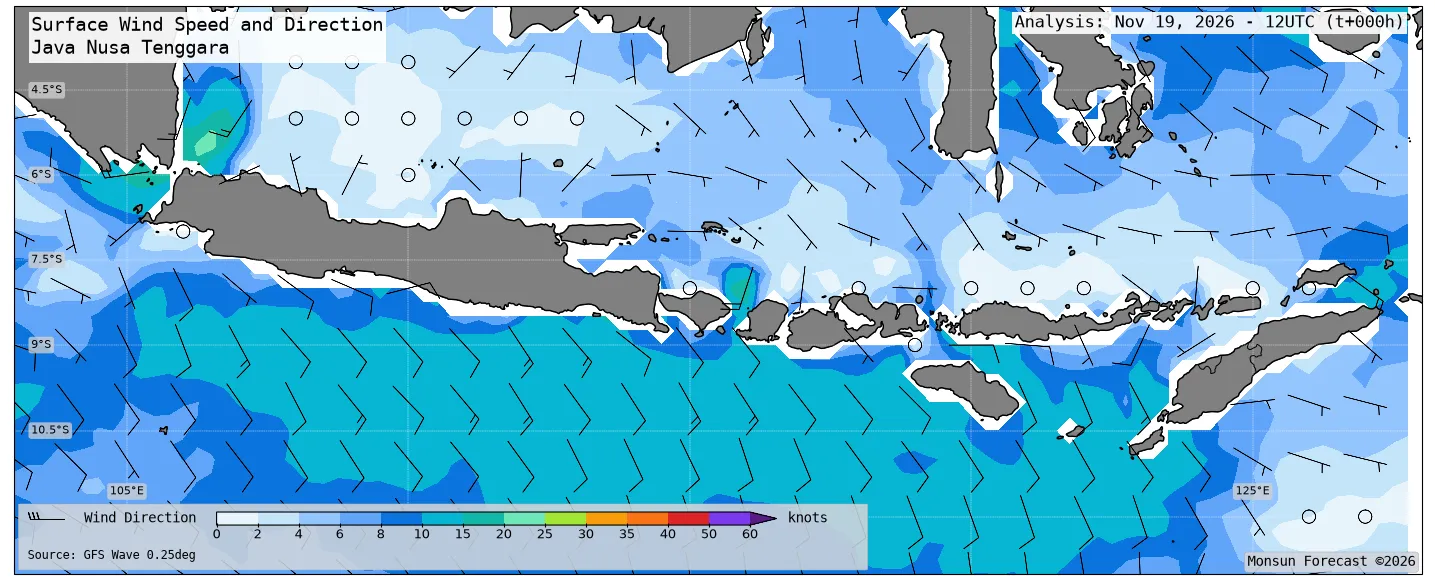 Surface Wind Speed and Direction
Java Nusa Tenggara
Analysis: Nov 19, 2026 - 12UTC (t+000h)
4.5°S
6°S
7.5°S
9°S
10.5°S
105°E
125°E
Wind Direction
0 2 4 6 8 10 15 20 25 30 35 40 50 60
knots
Source: GFS Wave 0.25deg
Monsun Forecast ©2026